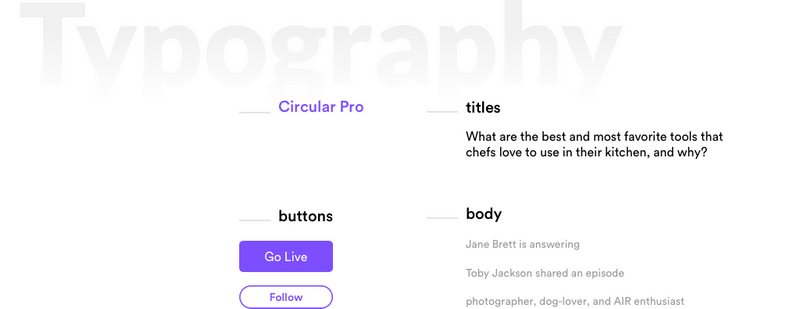 Typography
Circular Pro
titles
What are the best and most favorite tools that
chefs love to use in their kitchen, and why?
buttons
Go Live
Follow
body
Jane Brett is answering
Toby Jackson shared an episode
photographer, dog-lover, and AIR enthusiast